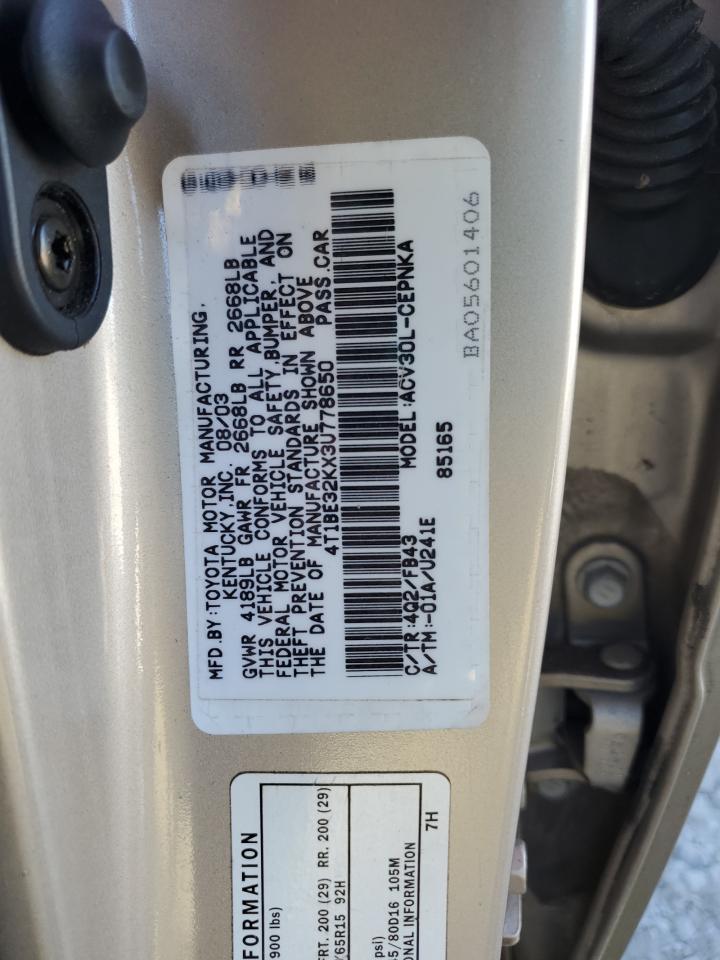 MFD.BY:TOYOTA MOTOR MANUFACTURING,
KENTUCKY,INC. 08/03
GVWR 4189LB GAWR FR 2668LB RR 2668LB
THIS VEHICLE CONFORMS TO ALL APPLICABLE
FEDERAL MOTOR VEHICLE SAFETY,BUMPER, AND
THEFT PREVENTION STANDARDS IN EFFECT ON
THE DATE OF MANUFACTURE SHOWN ABOVE
4T1BE32KX3U778650 PASS.CAR
C/TR:4Q2/FB43 MODEL:ACV30L-CEPNKA
A/TM:-01A/U241E 85165
BA05601406
FORMATION
900 lbs)
FRT. 200 (29) RR. 200 (29)
/65R15 92H
psi)
5/80D16 105M
ONAL INFORMATION
7H